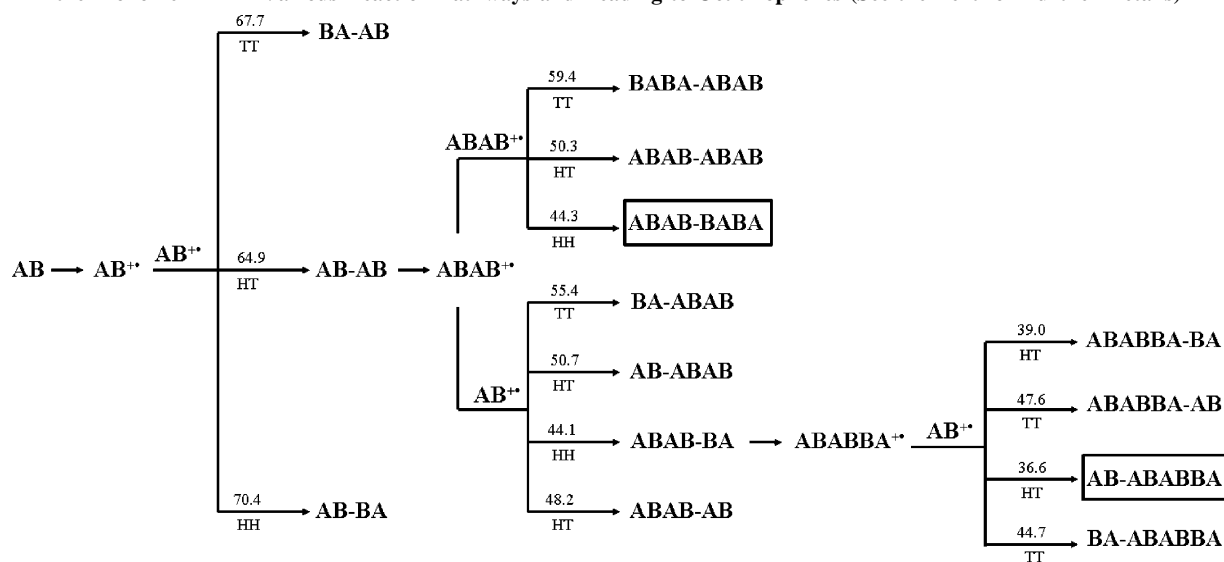 67.7
TT
BA-AB
59.4
TT
BABA-ABAB
ABAB+•
50.3
HT
ABAB-ABAB
44.3
HH
ABAB-BABA
AB
AB+•
AB+•
64.9
HT
AB-AB
ABAB+•
55.4
TT
BA-ABAB
50.7
HT
AB-ABAB
AB+•
44.1
HH
ABAB-BA
ABABBA+•
AB+•
48.2
HT
ABAB-AB
39.0
HT
ABABBA-BA
47.6
TT
ABABBA-AB
36.6
HT
AB-ABABBA
44.7
TT
BA-ABABBA
70.4
HH
AB-BA